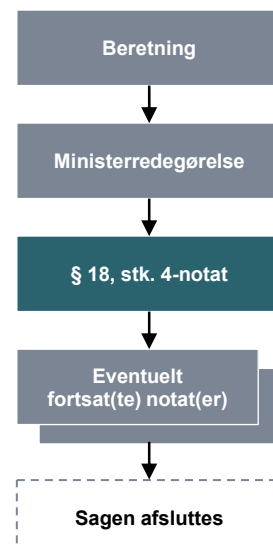 Beretning
Ministerredegørelse
§ 18, stk. 4-notat
Eventuelt
fortsat(te) notat(er)
Sagen afsluttes